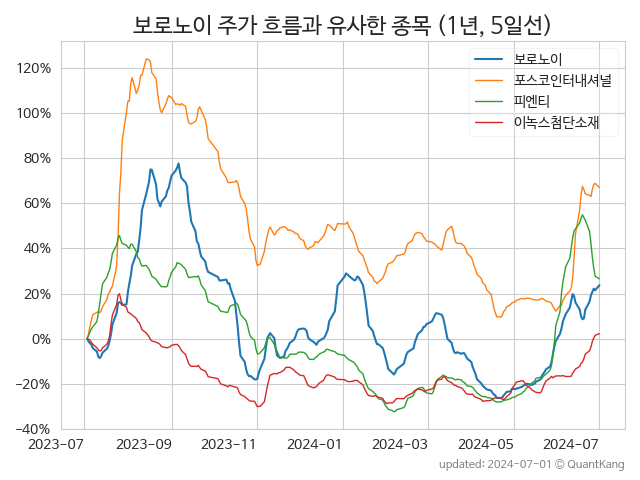 보로노이 주가 흐름과 유사한 종목 (1년, 5일선)
보로노이
포스코인터내셔널
피엔티
이녹스첨단소재
120%
100%
80%
60%
40%
20%
0%
−20%
−40%
2023-07 2023-09 2023-11 2024-01 2024-03 2024-05 2024-07
updated: 2024-07-01 © QuantKang